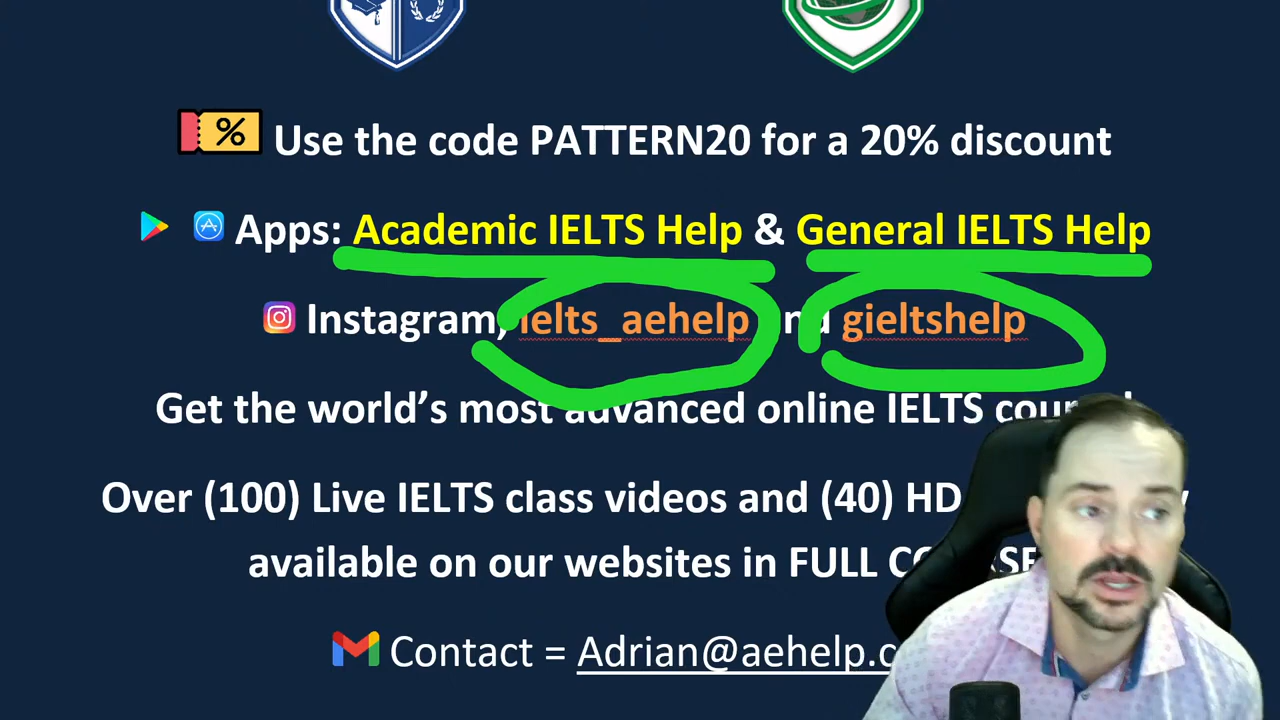 Use the code PATTERN20 for a 20% discount
Apps: Academic IELTS Help & General IELTS Help
Instagram, ielts_aehelp and gieltshelp
Get the world's most advanced online IELTS
Over (100) Live IELTS class videos and (40) HD
available on our websites in FULL
Contact = Adrian@aehelp.c